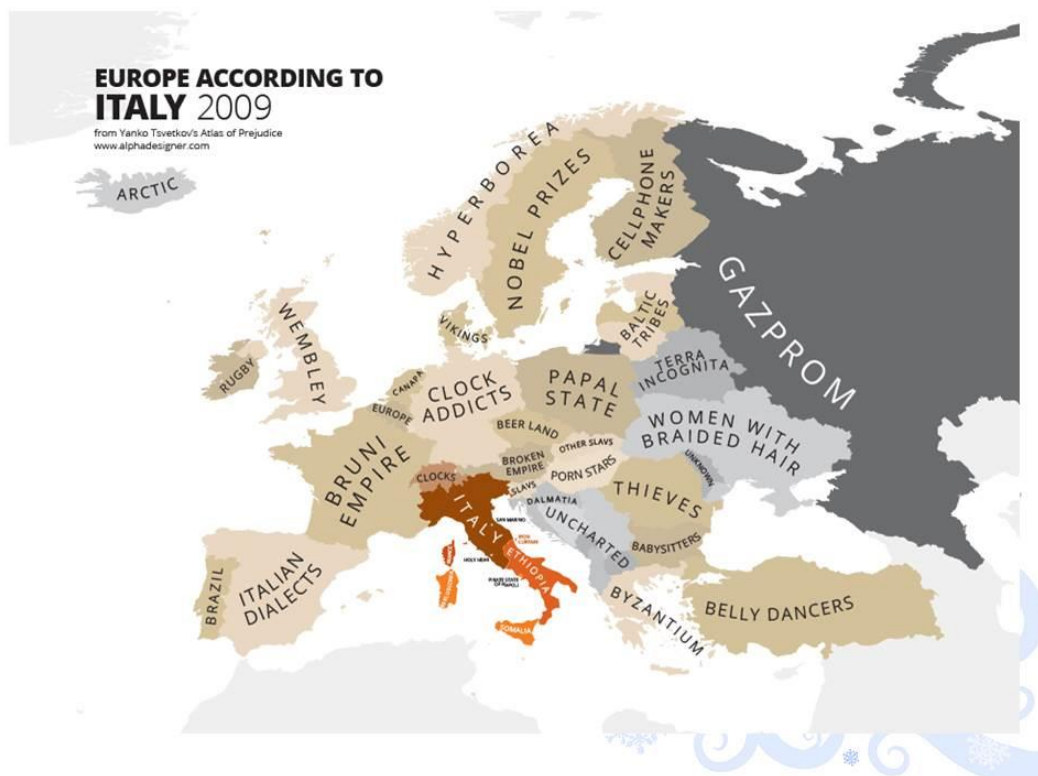 EUROPE ACCORDING TO
ITALY 2009
from Yanko Tsvetkov's Atlas of Prejudice
www.alphadesigner.com
ARCTIC
HYPERBOREA
NOBEL PRIZES
CELLPHONE
MAKERS
GAZPROM
WEMBLEY
RUGBY
VIKINGS
BALTIC
TRIBES
TERRA
INCOGNITA
CANAPA
EUROPE
CLOCK
ADDICTS
PAPAL
STATE
WOMEN WITH
BRAIDED HAIR
BEER LAND
OTHER SLAVS
BROKEN
EMPIRE
PORN STARS
UNKNOWN
BRUNI
EMPIRE
CLOCKS
SLAVS
THIEVES
ITALY
DALMATIA
SAN MARINO
UNCHARTED
BABYSITTERS
ETHIOPIA
BRAZIL
ITALIAN
DIALECTS
SOMALIA
BYZANTIUM
BELLY DANCERS